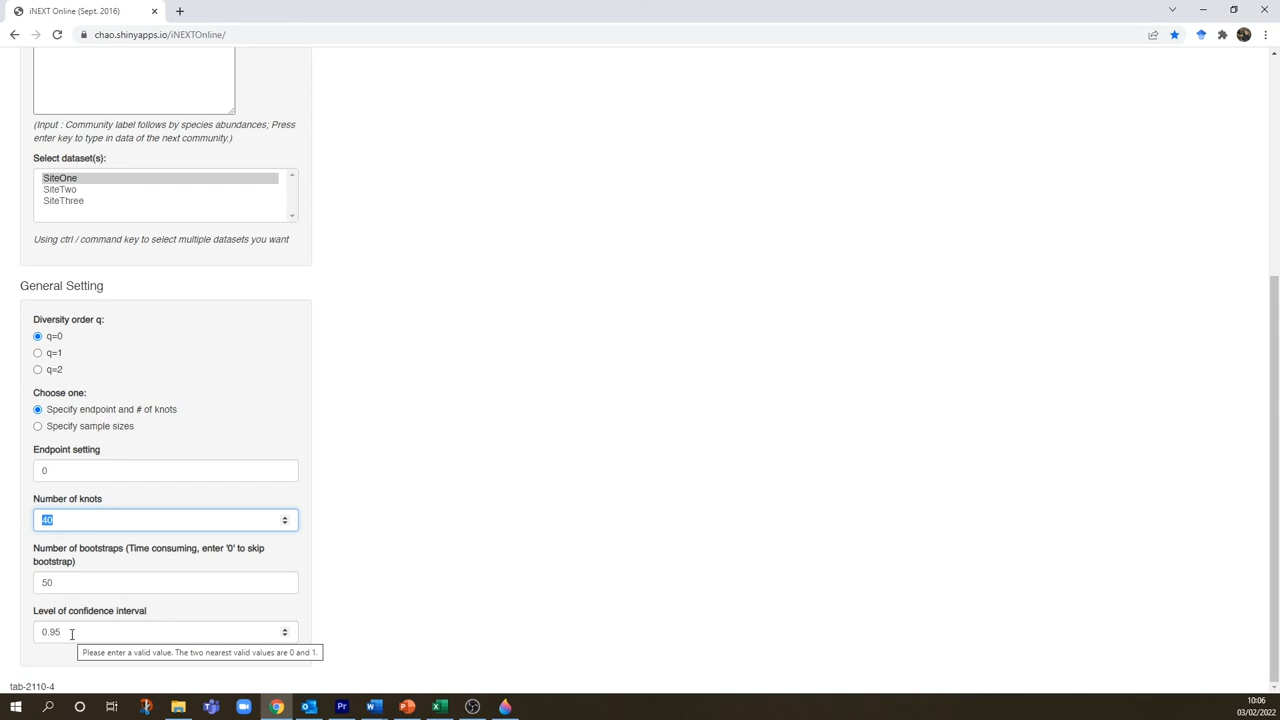 iNEXT Online (Sept. 2016)
chao.shinyapps.io/iNEXTOnline/
(Input : Community label follows by species abundances; Press
enter key to type in data of the next community.)
Select dataset(s):
SiteOne
SiteTwo
SiteThree
Using ctrl / command key to select multiple datasets you want
General Setting
Diversity order q:
q=0
q=1
q=2
Choose one:
Specify endpoint and # of knots
Specify sample sizes
Endpoint setting
0
Number of knots
40
Number of bootstraps (Time consuming, enter '0' to skip
bootstrap)
50
Level of confidence interval
0.95
Please enter a valid value. The two nearest valid values are 0 and 1.
tab-2110-4
10:06
03/02/2022